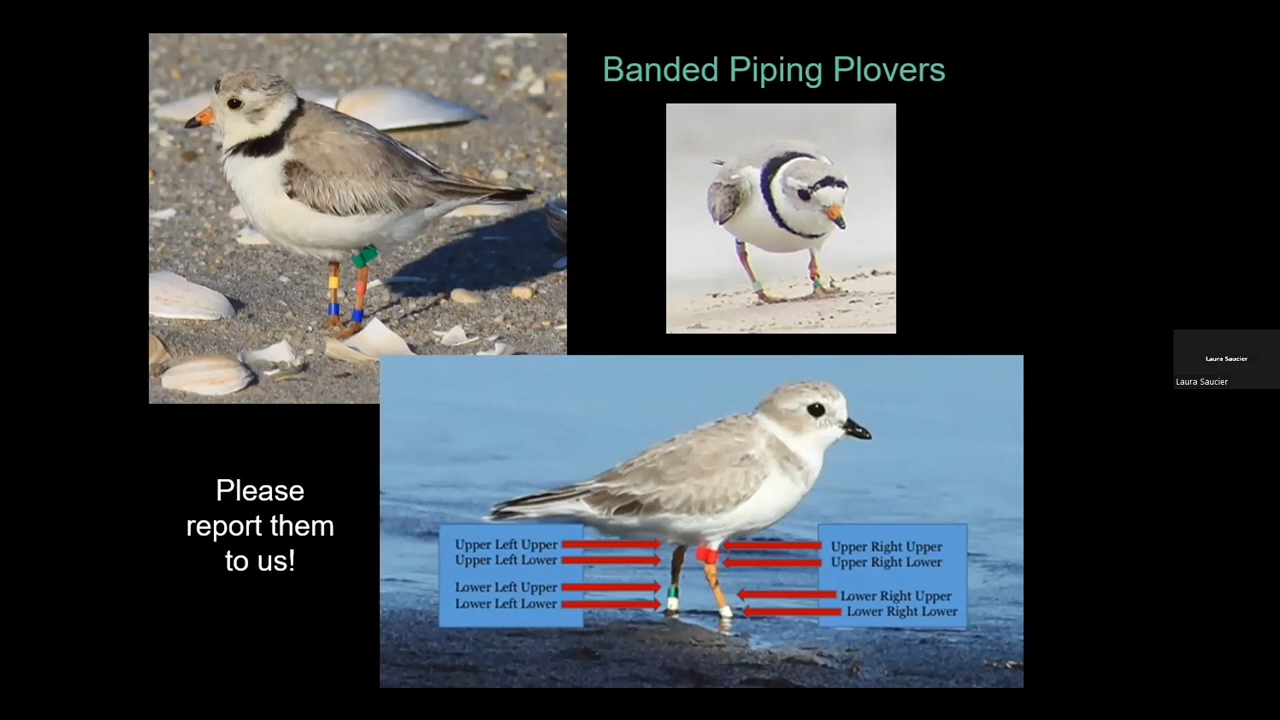 Banded Piping Plovers
Please
report them
to us!
Upper Left Upper
Upper Left Lower
Lower Left Upper
Lower Left Lower
Upper Right Upper
Upper Right Lower
Lower Right Upper
Lower Right Lower
Laura Saucier
Laura Saucier